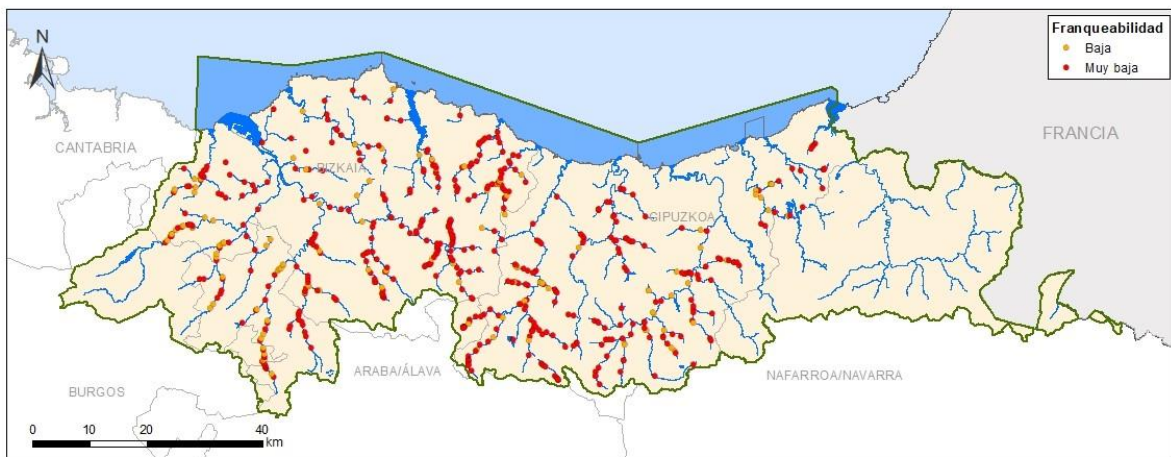 Franqueabilidad
Baja
Muy baja
N
CANTABRIA
FRANCIA
BIZKAIA
GIPUZKOA
ARABA/ÁLAVA
NAFARROA/NAVARRA
BURGOS
0 10 20 40
km